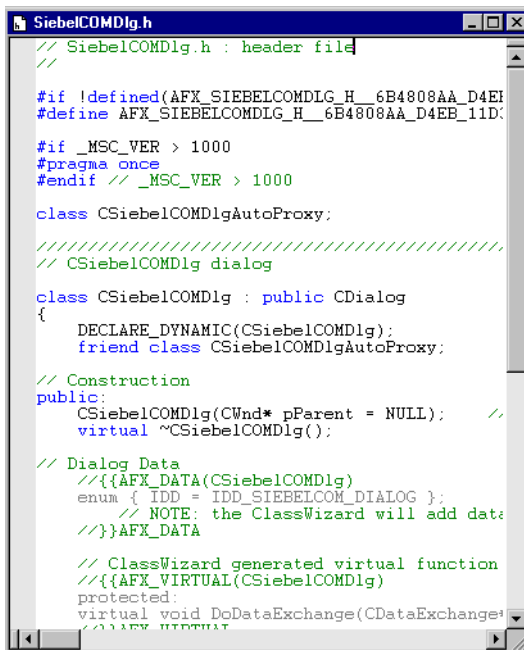 SiebelCOMDlg.h
// SiebelCOMDlg.h : header file
//
#if !defined(AFX_SIEBELCOMDLG_H__6B4808AA_D4EB
#define AFX_SIEBELCOMDLG_H__6B4808AA_D4EB_11D3
#if _MSC_VER > 1000
#pragma once
#endif // _MSC_VER > 1000
class CSiebelCOMDlgAutoProxy;
/////////////////////////////////////////////
// CSiebelCOMDlg dialog
class CSiebelCOMDlg : public CDialog
{
DECLARE_DYNAMIC(CSiebelCOMDlg);
friend class CSiebelCOMDlgAutoProxy;
// Construction
public:
CSiebelCOMDlg(CWnd* pParent = NULL); //
virtual ~CSiebelCOMDlg();
// Dialog Data
//{{AFX_DATA(CSiebelCOMDlg)
enum { IDD = IDD_SIEBELCOM_DIALOG };
// NOTE: the ClassWizard will add data
//}}AFX_DATA
// ClassWizard generated virtual function
//{{AFX_VIRTUAL(CSiebelCOMDlg)
protected:
virtual void DoDataExchange(CDataExchange*
//}}AFX_VIRTUAL